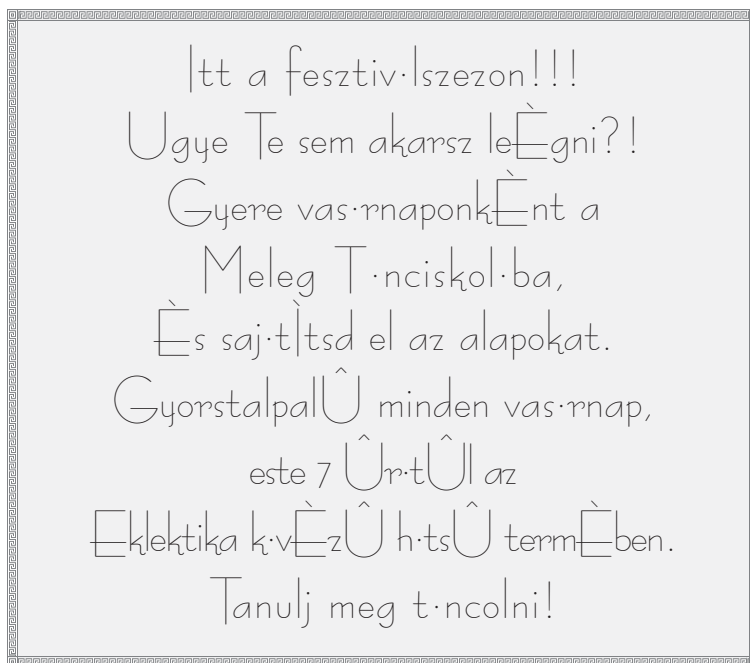 Itt a fesztiv·lszezon!!!
Ugye Te sem akarsz leÈgni?!
Gyere vas·rnaponkÈnt a
Meleg T·nciskol·ba,
Ès saj·tÌtsd el az alapokat.
GyorstalpalÛ minden vas·rnap,
este 7 Ûr·tÛl az
Eklektika k·vÈzÛ h·tsÛ termÈben.
Tanulj meg t·ncolni!